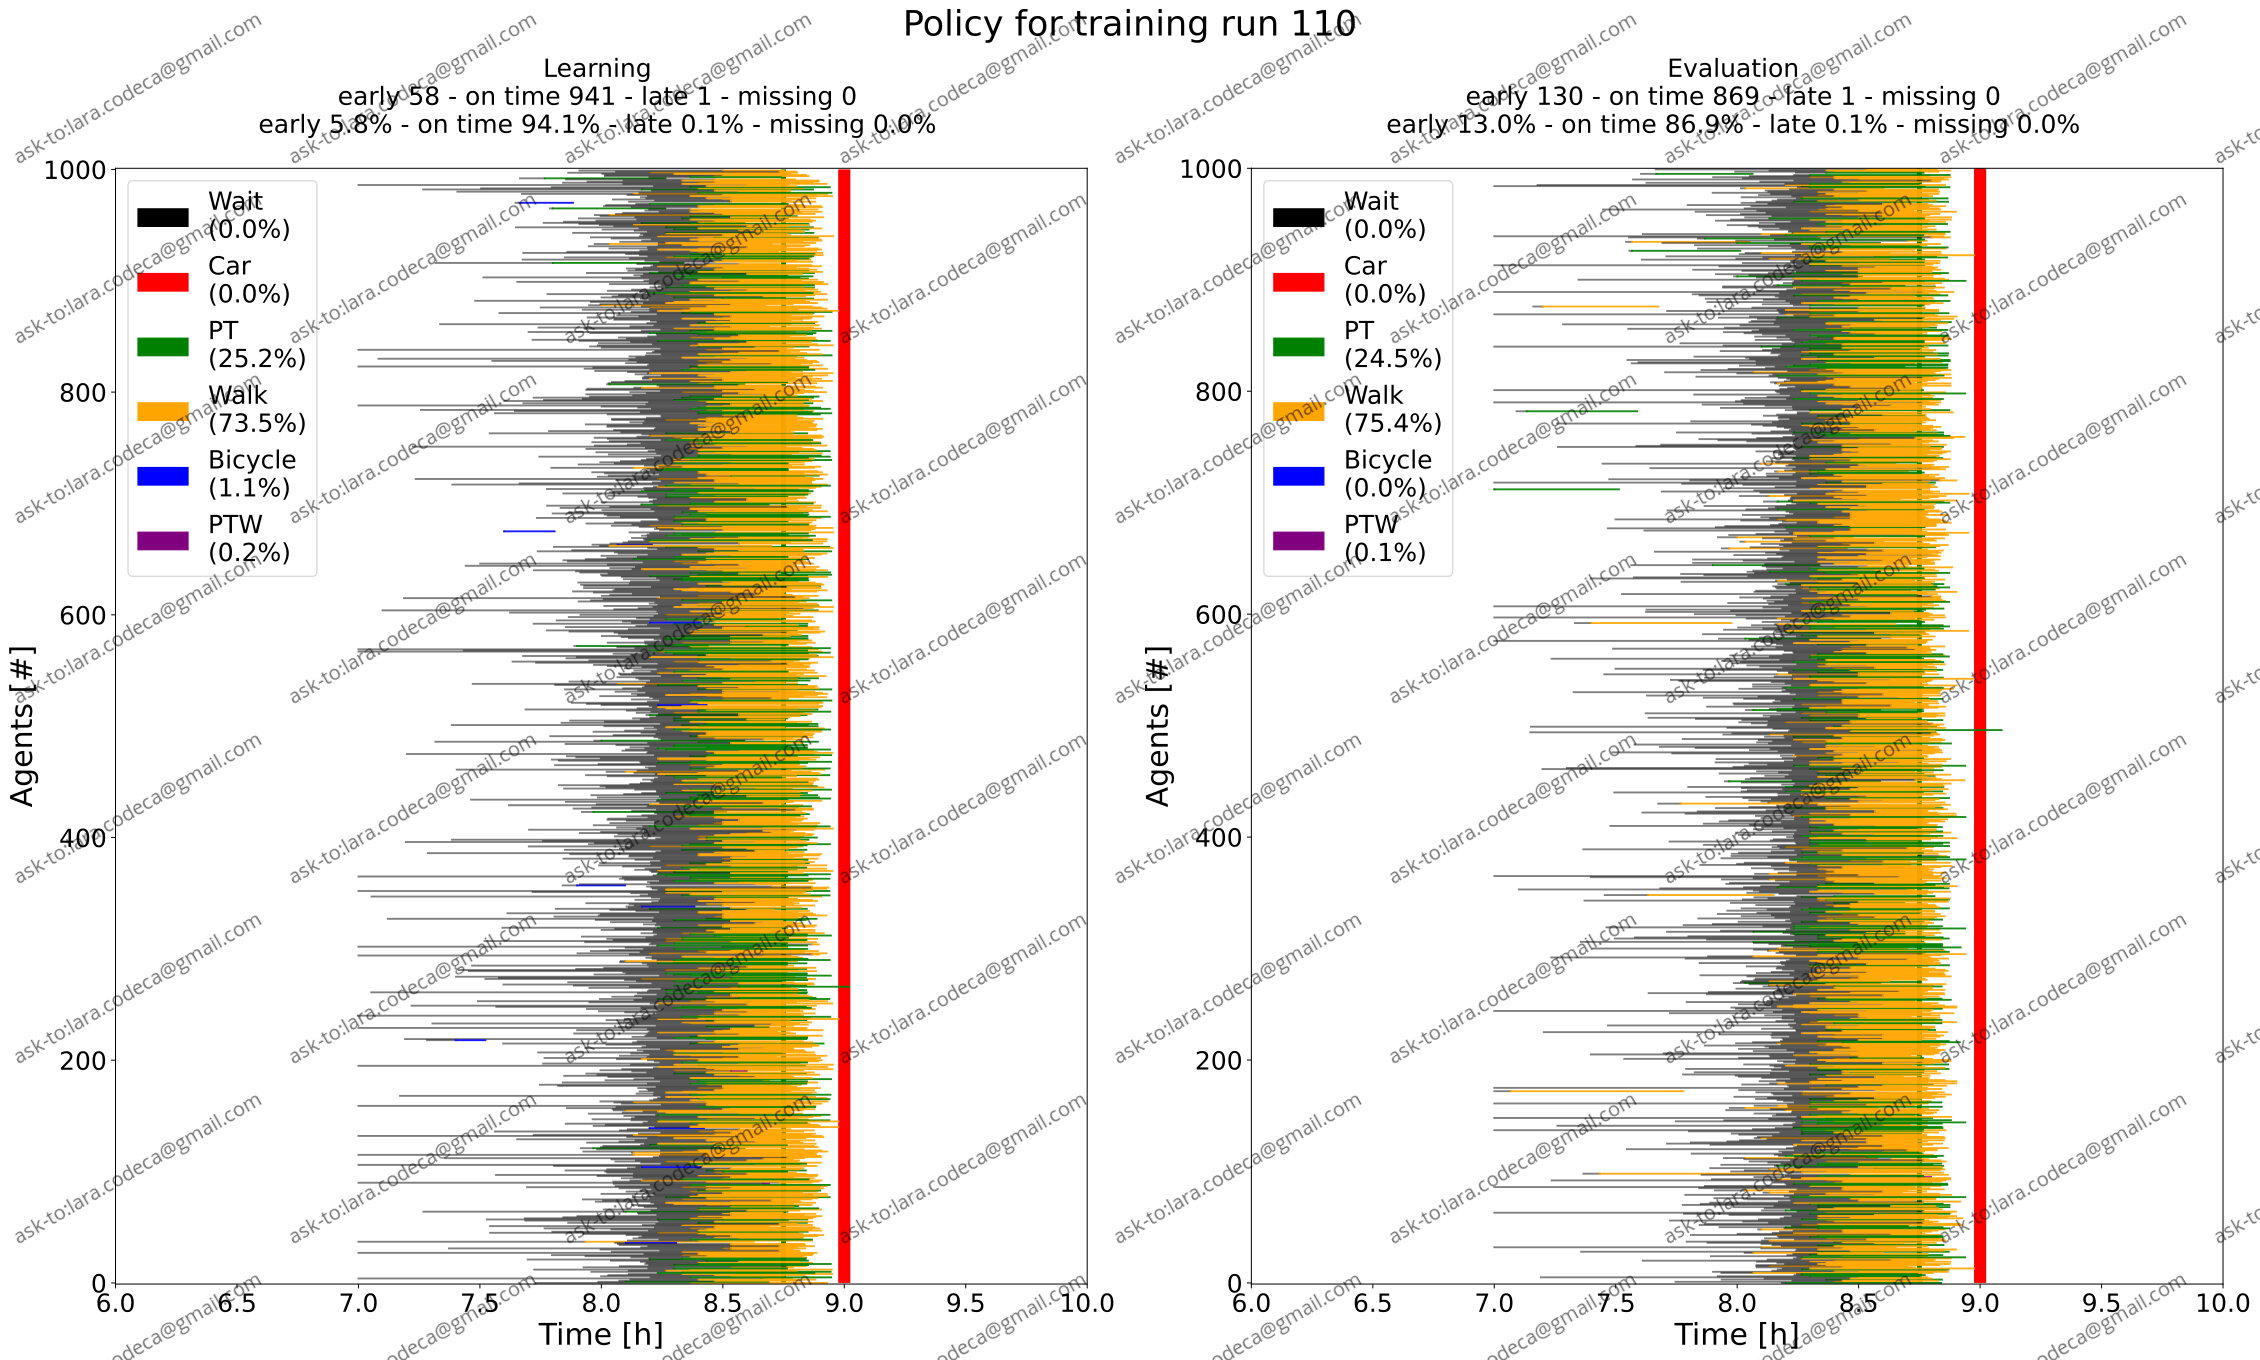 Policy for training run 110
Learning
early 58 - on time 941 - late 1 - missing 0
early 5.8% - on time 94.1% - late 0.1% - missing 0.0%
1000
800
600
400
200
0
Agents [#]
Wait
(0.0%)
Car
(0.0%)
PT
(25.2%)
Walk
(73.5%)
Bicycle
(1.1%)
PTW
(0.2%)
6.0 6.5 7.0 7.5 8.0 8.5 9.0 9.5 10.0
Time [h]
Evaluation
early 130 - on time 869 - late 1 - missing 0
early 13.0% - on time 86.9% - late 0.1% - missing 0.0%
1000
800
600
400
200
0
Agents [#]
Wait
(0.0%)
Car
(0.0%)
PT
(24.5%)
Walk
(75.4%)
Bicycle
(0.0%)
PTW
(0.1%)
6.0 6.5 7.0 7.5 8.0 8.5 9.0 9.5 10.0
Time [h]
ask-to:lara.codeca@gmail.com